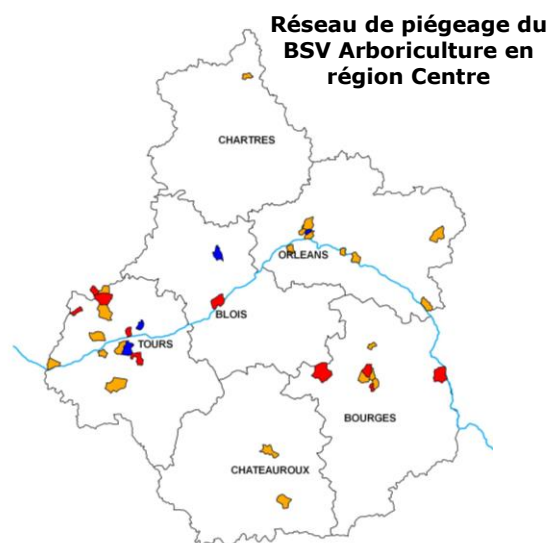 Réseau de piégeage du
BSV Arboriculture en
région Centre
CHARTRES
ORLEANS
BLOIS
TOURS
BOURGES
CHATEAUROUX